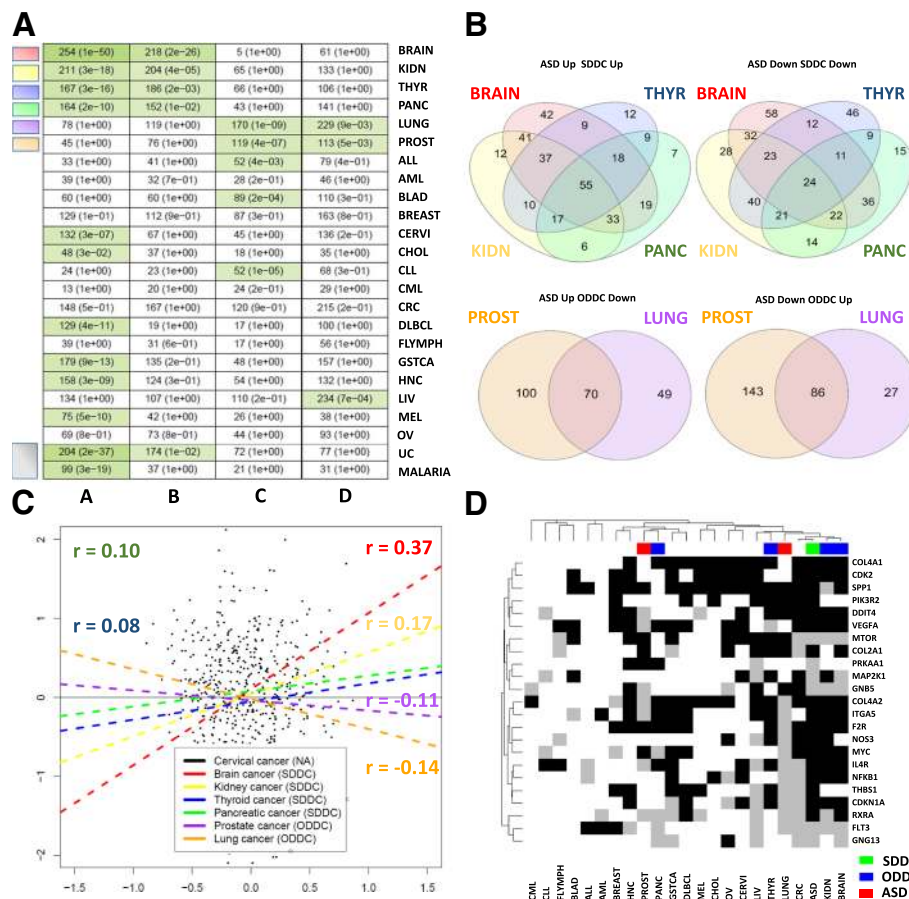 A
254 (1e−50) 218 (2e−26) 5 (1e+00) 61 (1e+00) BRAIN
211 (3e−18) 204 (4e−05) 65 (1e+00) 133 (1e+00) KIDN
167 (3e−16) 186 (2e−03) 66 (1e+00) 106 (1e+00) THYR
164 (2e−10) 152 (1e−02) 43 (1e+00) 141 (1e+00) PANC
78 (1e+00) 119 (1e+00) 170 (1e−09) 229 (9e−03) LUNG
45 (1e+00) 76 (1e+00) 119 (4e−07) 113 (5e−03) PROST
33 (1e+00) 41 (1e+00) 52 (4e−03) 79 (4e−01) ALL
39 (1e+00) 32 (7e−01) 28 (2e−01) 46 (1e+00) AML
60 (1e+00) 60 (1e+00) 89 (2e−04) 110 (3e−01) BLAD
129 (1e−01) 112 (9e−01) 87 (3e−01) 163 (8e−01) BREAST
132 (3e−07) 67 (1e+00) 45 (1e+00) 136 (2e−01) CERVI
48 (3e−02) 37 (1e+00) 18 (1e+00) 35 (1e+00) CHOL
24 (1e+00) 23 (1e+00) 52 (1e−05) 68 (3e−01) CLL
13 (1e+00) 20 (1e+00) 24 (2e−01) 29 (1e+00) CML
148 (5e−01) 167 (1e+00) 120 (9e−01) 215 (2e−01) CRC
129 (4e−11) 19 (1e+00) 17 (1e+00) 100 (1e+00) DLBCL
39 (1e+00) 31 (6e−01) 17 (1e+00) 56 (1e+00) FLYMPH
179 (9e−13) 135 (2e−01) 48 (1e+00) 157 (1e+00) GSTCA
158 (3e−09) 124 (3e−01) 54 (1e+00) 132 (1e+00) HNC
134 (1e+00) 107 (1e+00) 110 (2e−01) 234 (7e−04) LIV
75 (5e−10) 42 (1e+00) 26 (1e+00) 38 (1e+00) MEL
69 (8e−01) 73 (8e−01) 44 (1e+00) 93 (1e+00) OV
204 (2e−37) 174 (1e−02) 72 (1e+00) 77 (1e+00) UC
99 (3e−19) 37 (1e+00) 21 (1e+00) 31 (1e+00) MALARIA
A B C D
B
ASD Up SDDC Up
BRAIN THYR
42 12
9
41 9
12 37 18 7
55
10 19
17 33
6
KIDN PANC
ASD Down SDDC Down
BRAIN THYR
58 46
12
32 9
28 23 11 15
24
40 36
21 22
14
KIDN PANC
ASD Up ODDC Down
PROST LUNG
100 70 49
ASD Down ODDC Up
PROST LUNG
143 86 27
C
r = 0.10 r = 0.37
r = 0.08 r = 0.17
r = -0.11
r = -0.14
2
1
0
−1
−2
Cervical cancer (NA)
Brain cancer (SDDC)
Kidney cancer (SDDC)
Thyroid cancer (SDDC)
Pancreatic cancer (SDDC)
Prostate cancer (ODDC)
Lung cancer (ODDC)
−1.5 −1.0 −0.5 0.0 0.5 1.0 1.5
D
COL4A1
CDK2
SPP1
PIK3R2
DDIT4
VEGFA
MTOR
COL2A1
PRKAA1
MAP2K1
GNB5
COL4A2
ITGA5
F2R
NOS3
MYC
IL4R
NFKB1
THBS1
CDKN1A
RXRA
FLT3
GNG13
CML
CLL
FLYMPH
BLAD
ALL
AML
BREAST
HNC
PROST
PANC
GSTCA
DLBCL
MEL
CHOL
OV
CERVI
LIV
THYR
LUNG
CRC
ASD
KIDN
BRAIN
SDD
ODD
ASD